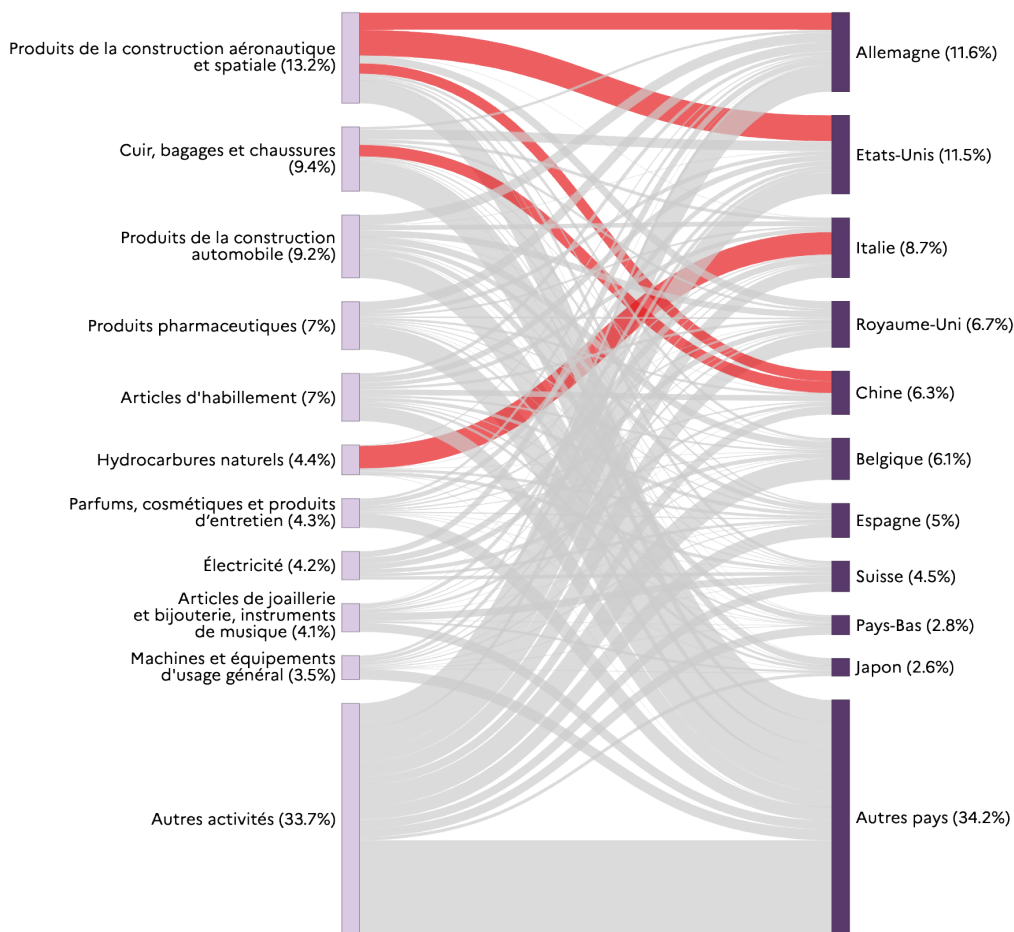 Produits de la construction aéronautique
et spatiale (13.2%)
Cuir, bagages et chaussures
(9.4%)
Produits de la construction
automobile (9.2%)
Produits pharmaceutiques (7%)
Articles d'habillement (7%)
Hydrocarbures naturels (4.4%)
Parfums, cosmétiques et produits
d’entretien (4.3%)
Électricité (4.2%)
Articles de joaillerie
et bijouterie, instruments
de musique (4.1%)
Machines et équipements
d'usage général (3.5%)
Autres activités (33.7%)
Allemagne (11.6%)
Etats-Unis (11.5%)
Italie (8.7%)
Royaume-Uni (6.7%)
Chine (6.3%)
Belgique (6.1%)
Espagne (5%)
Suisse (4.5%)
Pays-Bas (2.8%)
Japon (2.6%)
Autres pays (34.2%)